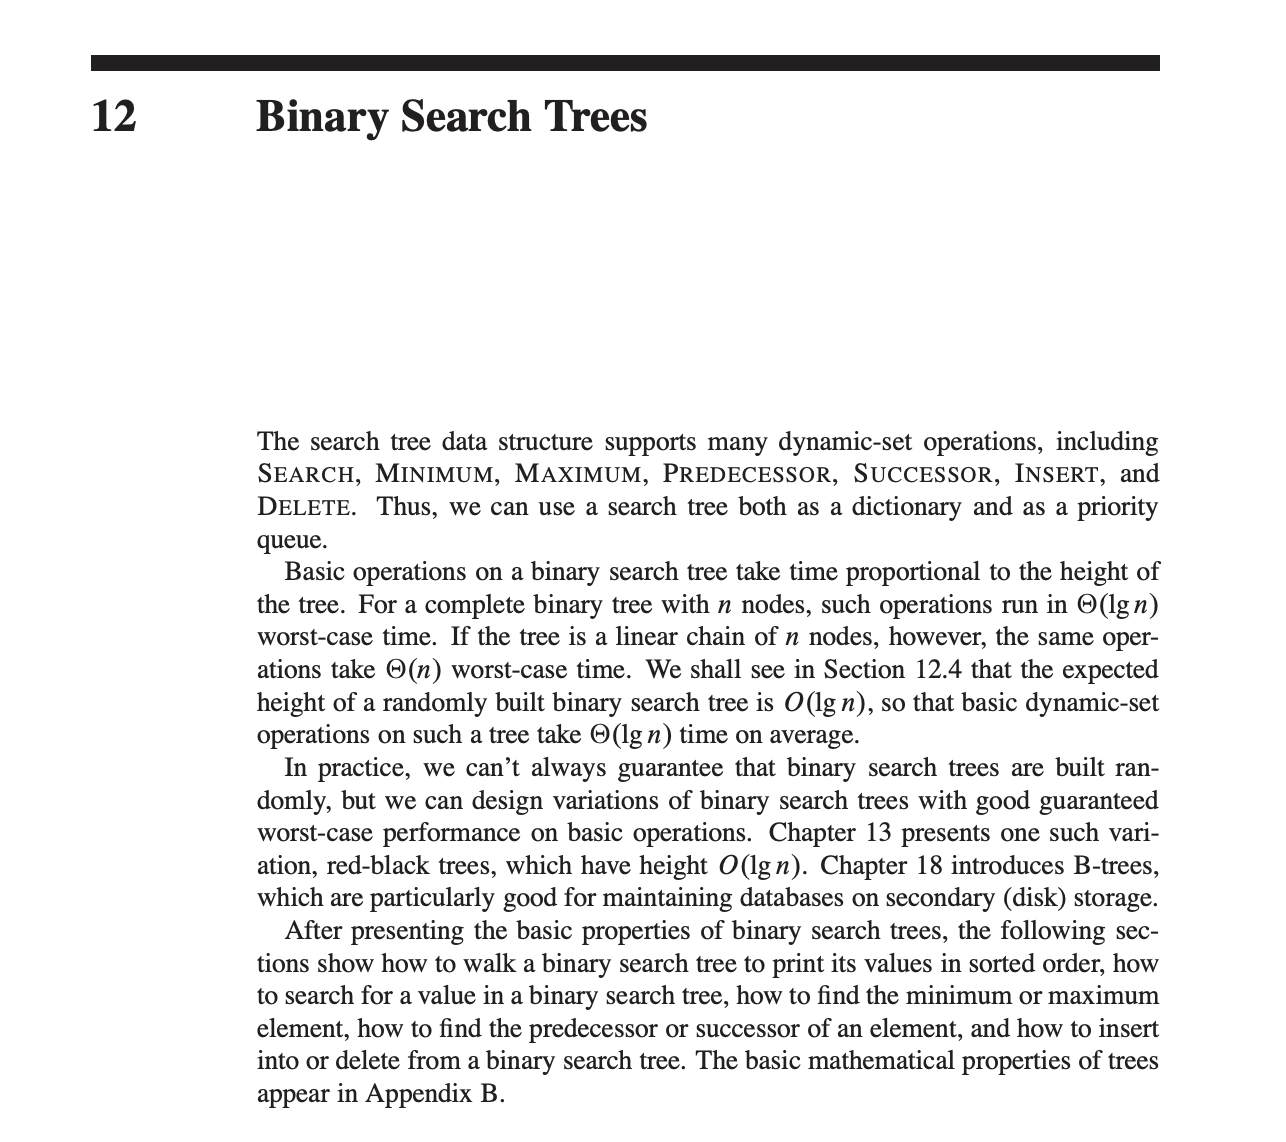 12 Binary Search Trees
The search tree data structure supports many dynamic-set operations, including
SEARCH, MINIMUM, MAXIMUM, PREDECESSOR, SUCCESSOR, INSERT, and
DELETE. Thus, we can use a search tree both as a dictionary and as a priority
queue.
Basic operations on a binary search tree take time proportional to the height of
the tree. For a complete binary tree with n nodes, such operations run in Θ(lg n)
worst-case time. If the tree is a linear chain of n nodes, however, the same oper-
ations take Θ(n) worst-case time. We shall see in Section 12.4 that the expected
height of a randomly built binary search tree is O(lg n), so that basic dynamic-set
operations on such a tree take Θ(lg n) time on average.
In practice, we can’t always guarantee that binary search trees are built ran-
domly, but we can design variations of binary search trees with good guaranteed
worst-case performance on basic operations. Chapter 13 presents one such vari-
ation, red-black trees, which have height O(lg n). Chapter 18 introduces B-trees,
which are particularly good for maintaining databases on secondary (disk) storage.
After presenting the basic properties of binary search trees, the following sec-
tions show how to walk a binary search tree to print its values in sorted order, how
to search for a value in a binary search tree, how to find the minimum or maximum
element, how to find the predecessor or successor of an element, and how to insert
into or delete from a binary search tree. The basic mathematical properties of trees
appear in Appendix B.